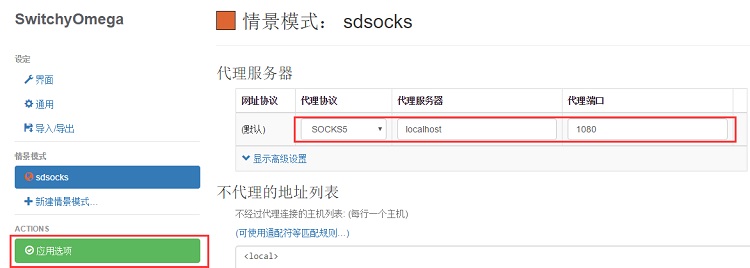 SwitchyOmega
设定
界面
通用
导入/导出
情景模式
sdsocks
新建情景模式...
ACTIONS
应用选项
情景模式： sdsocks
代理服务器
网址协议 代理协议 代理服务器 代理端口
(默认) SOCKS5 localhost 1080
显示高级设置
不代理的地址列表
不经过代理连接的主机列表: (每行一个主机)
(可使用通配符等匹配规则...)
<local>